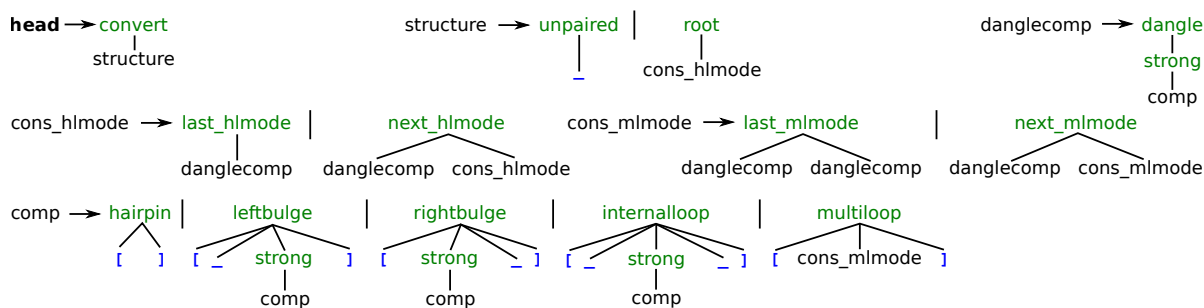 head convert structure unpaired | root danglecomp dangle
structure strong
_ cons_hlmode
comp
cons_hlmode last_hlmode | next_hlmode cons_mlmode last_mlmode | next_mlmode
danglecomp danglecomp cons_hlmode danglecomp danglecomp danglecomp cons_mlmode
comp hairpin | leftbulge | rightbulge | internalloop | multiloop
[ ] [ _ strong ] [ strong _ ] [ _ strong _ ] [ cons_mlmode ]
comp comp comp